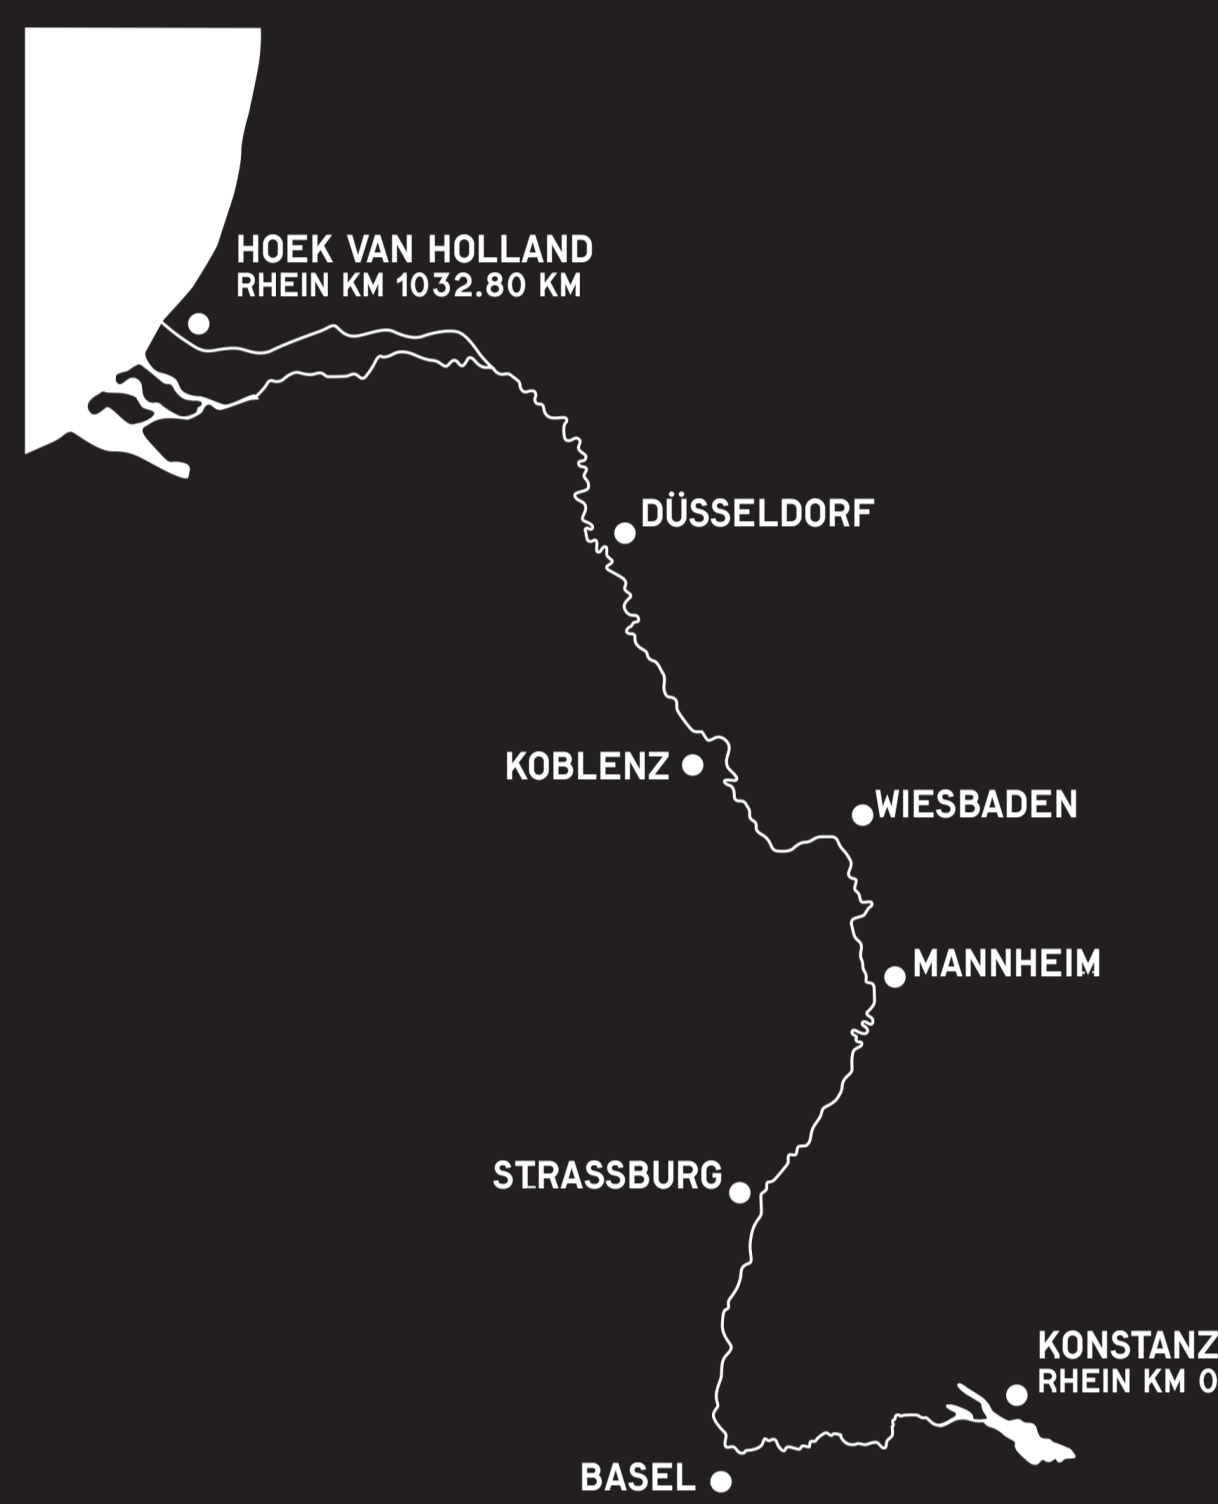 HOEK VAN HOLLAND
RHEIN KM 1032.80 KM
DÜSSELDORF
KOBLENZ
WIESBADEN
MANNHEIM
STRASSBURG
KONSTANZ
RHEIN KM 0
BASEL